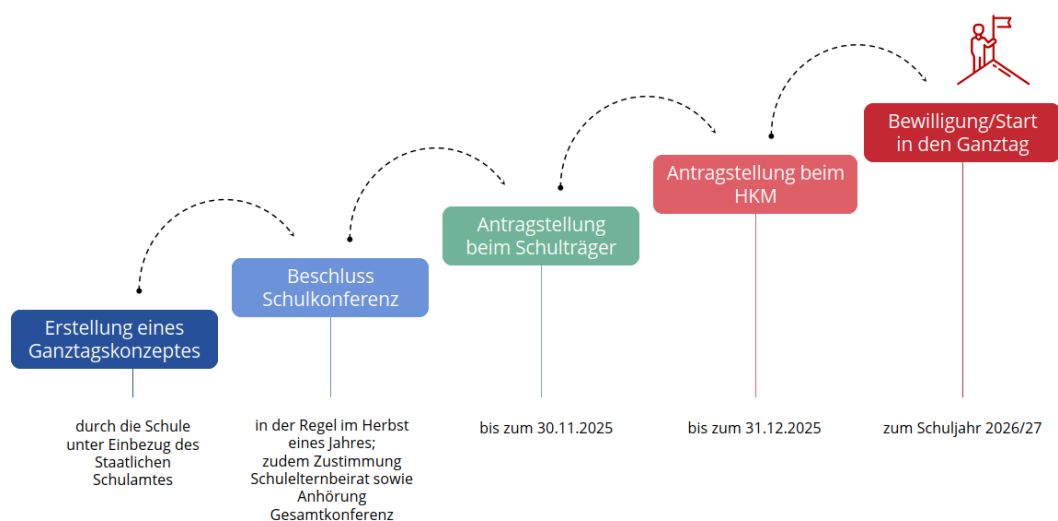 Erstellung eines
Ganztagskonzeptes
durch die Schule
unter Einbezug des
Staatlichen
Schulamtes
Beschluss
Schulkonferenz
in der Regel im Herbst
eines Jahres;
zudem Zustimmung
Schulelternbeirat sowie
Anhörung
Gesamtkonferenz
Antragstellung
beim Schulträger
bis zum 30.11.2025
Antragstellung beim
HKM
bis zum 31.12.2025
Bewilligung/Start
in den Ganztag
zum Schuljahr 2026/27